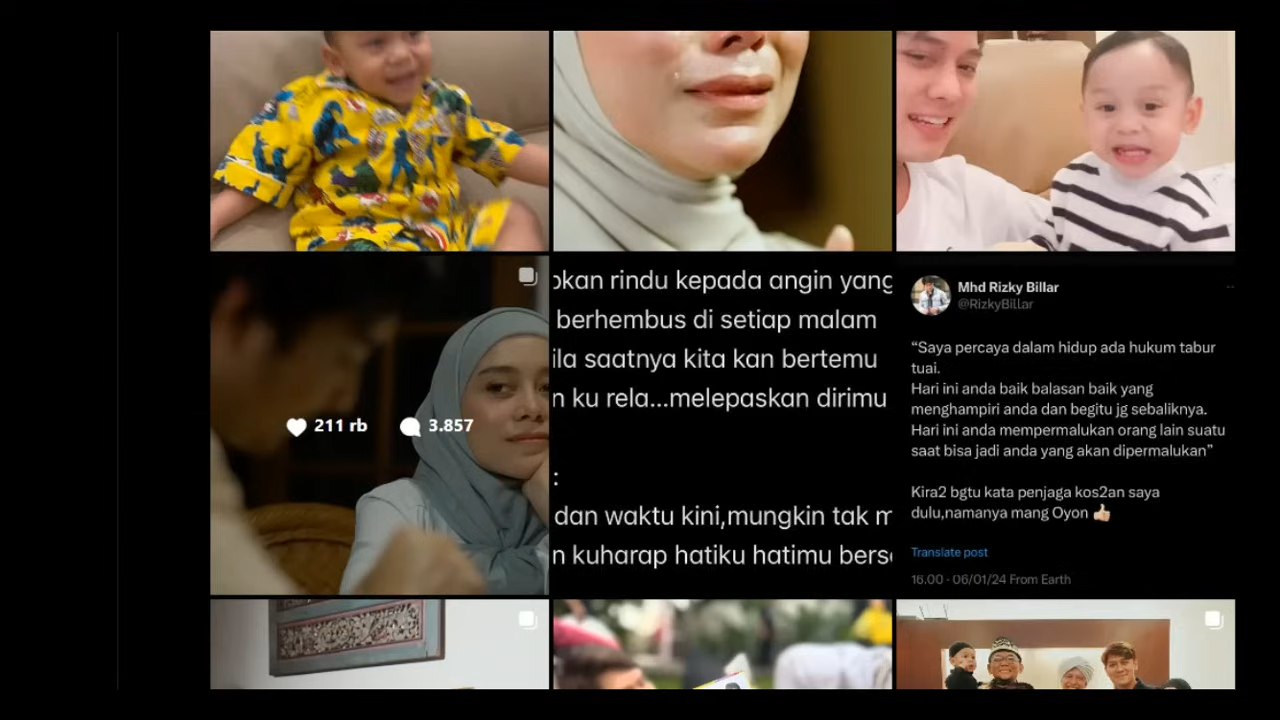 211 rb 3.857
kan rindu kepada angin yang
berhembus di setiap malam
ila saatnya kita kan bertemu
n ku rela...melepaskan dirimu
:
dan waktu kini,mungkin tak m
n kuharap hatiku hatimu bers
Mhd Rizky Billar
@RizkyBillar
“Saya percaya dalam hidup ada hukum tabur
tuai.
Hari ini anda baik balasan baik yang
menghampiri anda dan begitu jg sebaliknya.
Hari ini anda mempermalukan orang lain suatu
saat bisa jadi anda yang akan dipermalukan”
Kira2 bgtu kata penjaga kos2an saya
dulu,namanya mang Oyon 👍🏼
Translate post
16.00 · 06/01/24 From Earth